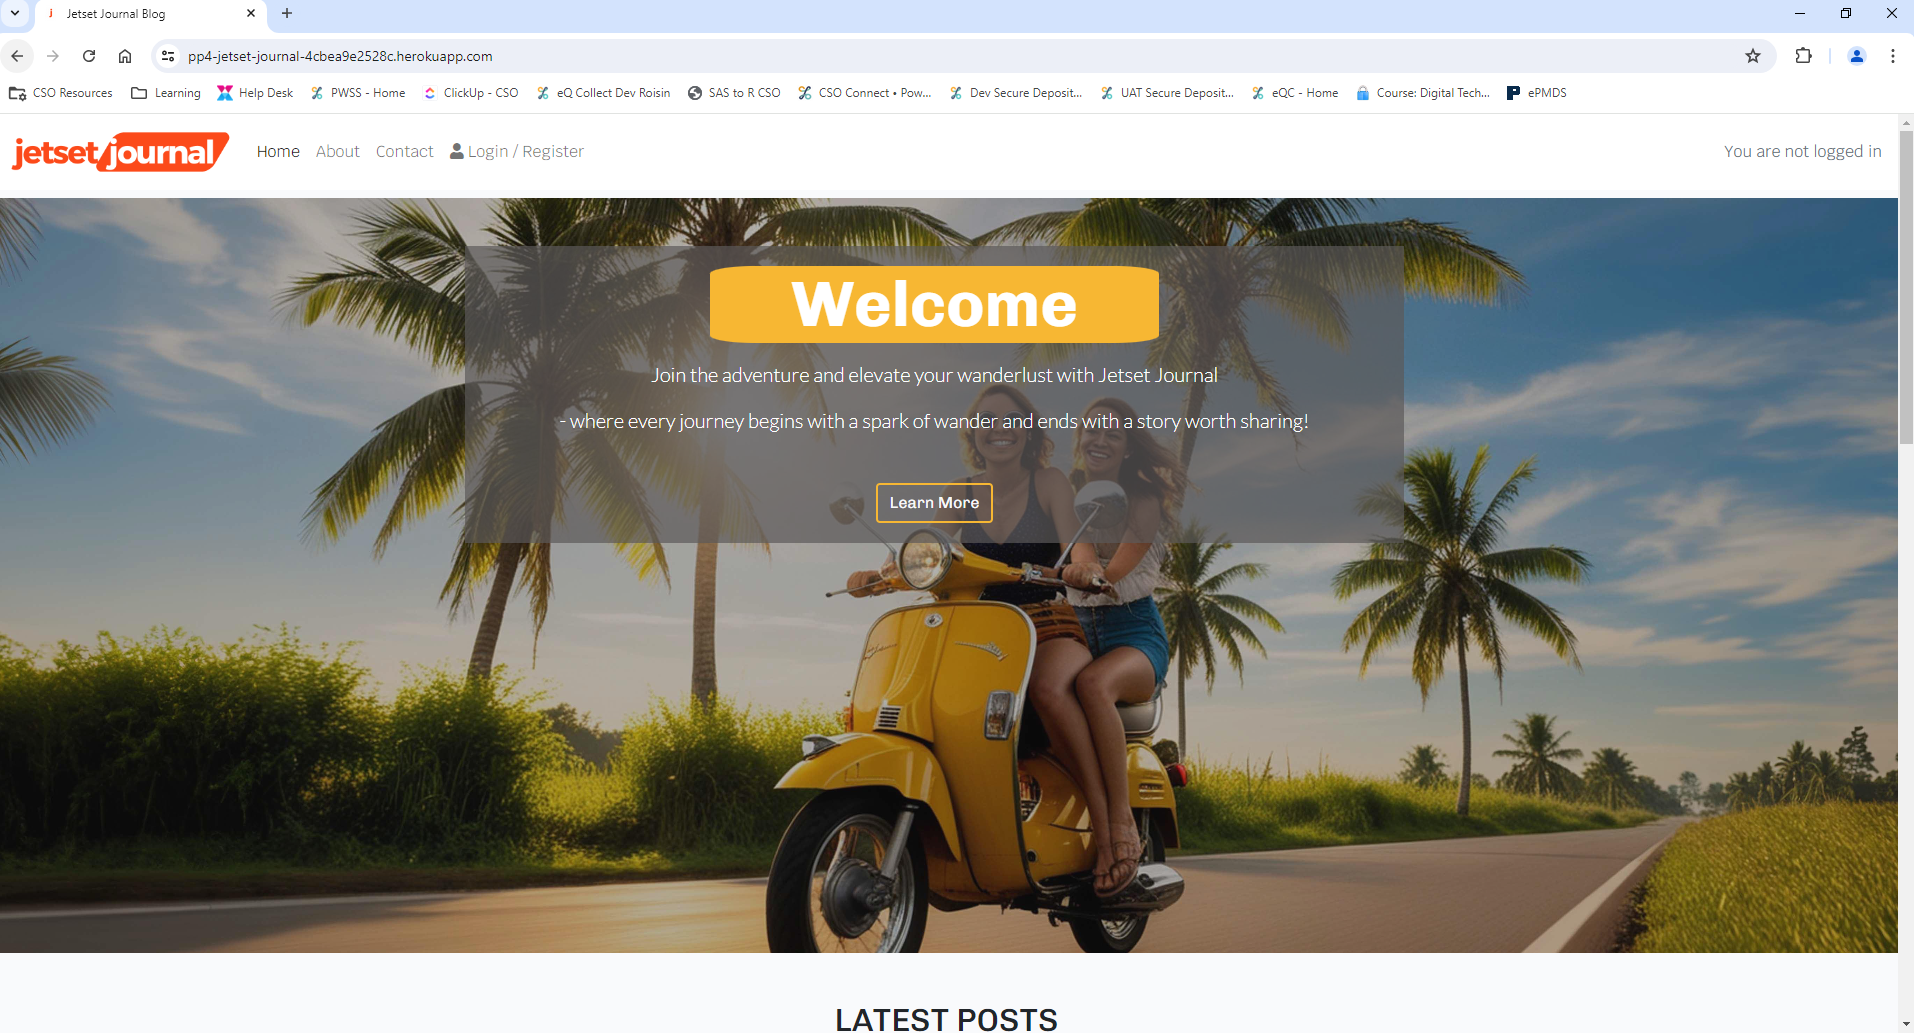 Jetset Journal Blog
pp4-jetset-journal-4cbea9e2528c.herokuapp.com
CSO Resources Learning Help Desk PWSS - Home ClickUp - CSO eQ Collect Dev Roisin SAS to R CSO CSO Connect • Pow... Dev Secure Deposit... UAT Secure Deposit... eQC - Home Course: Digital Tech... ePMDS
jetset journal Home About Contact Login / Register You are not logged in
Welcome
Join the adventure and elevate your wanderlust with Jetset Journal
- where every journey begins with a spark of wander and ends with a story worth sharing!
Learn More
LATEST POSTS